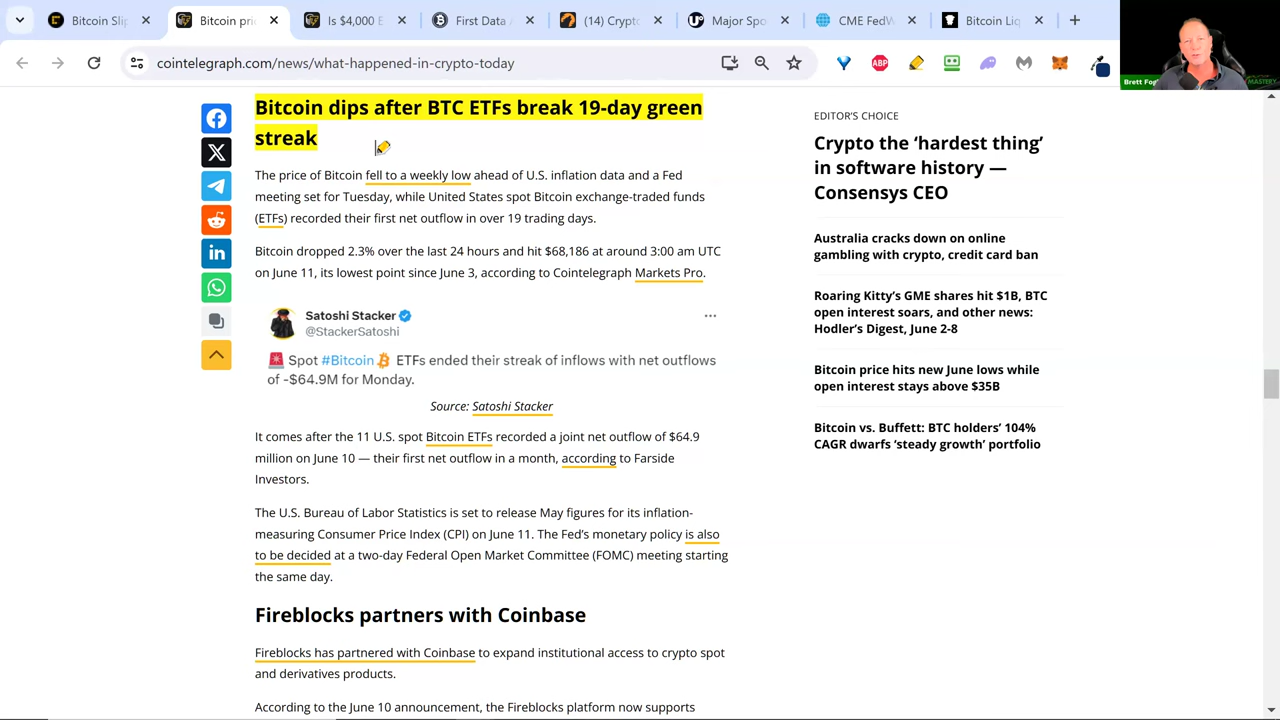 Bitcoin Slip
Bitcoin pric
Is $4,000 E
First Data A
(14) Crypto
Major Sp
CME FedW
Bitcoin Liq
cointelegraph.com/news/what-happened-in-crypto-today
ABP
Brett Fog
MASTERY
Bitcoin dips after BTC ETFs break 19-day green
streak
The price of Bitcoin fell to a weekly low ahead of U.S. inflation data and a Fed
meeting set for Tuesday, while United States spot Bitcoin exchange-traded funds
(ETFs) recorded their first net outflow in over 19 trading days.
Bitcoin dropped 2.3% over the last 24 hours and hit $68,186 at around 3:00 am UTC
on June 11, its lowest point since June 3, according to Cointelegraph Markets Pro.
Satoshi Stacker
@StackerSatoshi
Spot #Bitcoin ETFs ended their streak of inflows with net outflows
of -$64.9M for Monday.
Source: Satoshi Stacker
It comes after the 11 U.S. spot Bitcoin ETFs recorded a joint net outflow of $64.9
million on June 10 — their first net outflow in a month, according to Farside
Investors.
The U.S. Bureau of Labor Statistics is set to release May figures for its inflation-
measuring Consumer Price Index (CPI) on June 11. The Fed’s monetary policy is also
to be decided at a two-day Federal Open Market Committee (FOMC) meeting starting
the same day.
Fireblocks partners with Coinbase
Fireblocks has partnered with Coinbase to expand institutional access to crypto spot
and derivatives products.
According to the June 10 announcement, the Fireblocks platform now supports
EDITOR’S CHOICE
Crypto the ‘hardest thing’
in software history —
Consensys CEO
Australia cracks down on online
gambling with crypto, credit card ban
Roaring Kitty’s GME shares hit $1B, BTC
open interest soars, and other news:
Hodler’s Digest, June 2-8
Bitcoin price hits new June lows while
open interest stays above $35B
Bitcoin vs. Buffett: BTC holders’ 104%
CAGR dwarfs ‘steady growth’ portfolio